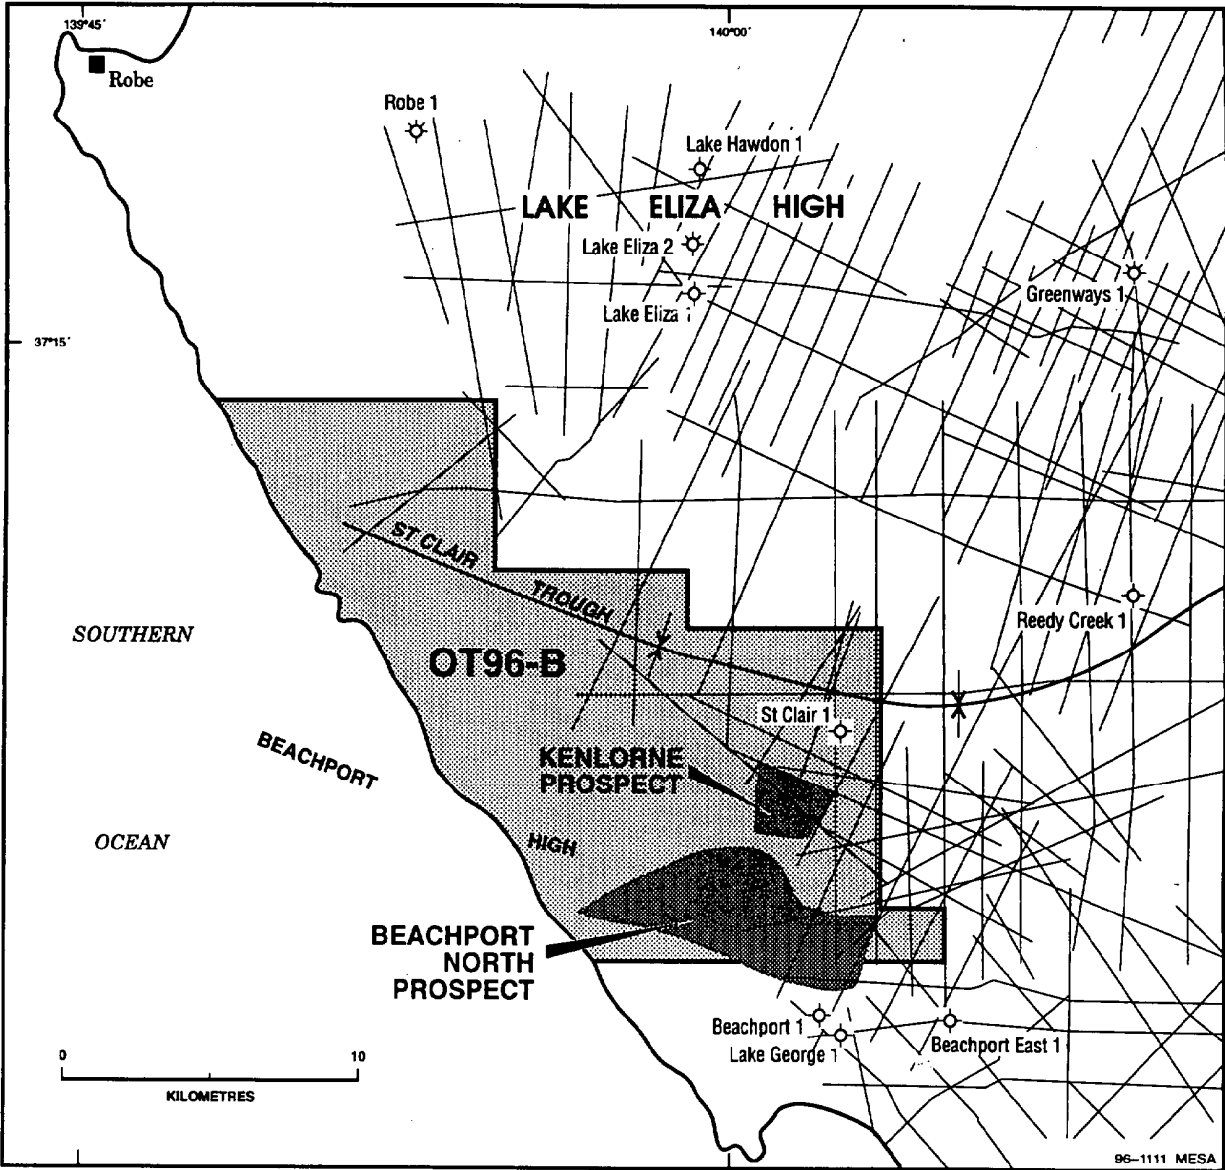 139°45'
140°00'
Robe
Robe 1
Lake Hawdon 1
LAKE ELIZA HIGH
Lake Eliza 2
Greenways 1
Lake Eliza 1
37°15'
ST CLAIR
TROUGH
Reedy Creek 1
SOUTHERN
OT96-B
St Clair 1
BEACHPORT
KENLORNE
PROSPECT
OCEAN
HIGH
BEACHPORT
NORTH
PROSPECT
Beachport 1
Lake George 1
Beachport East 1
0 10
KILOMETRES
96-1111 MESA